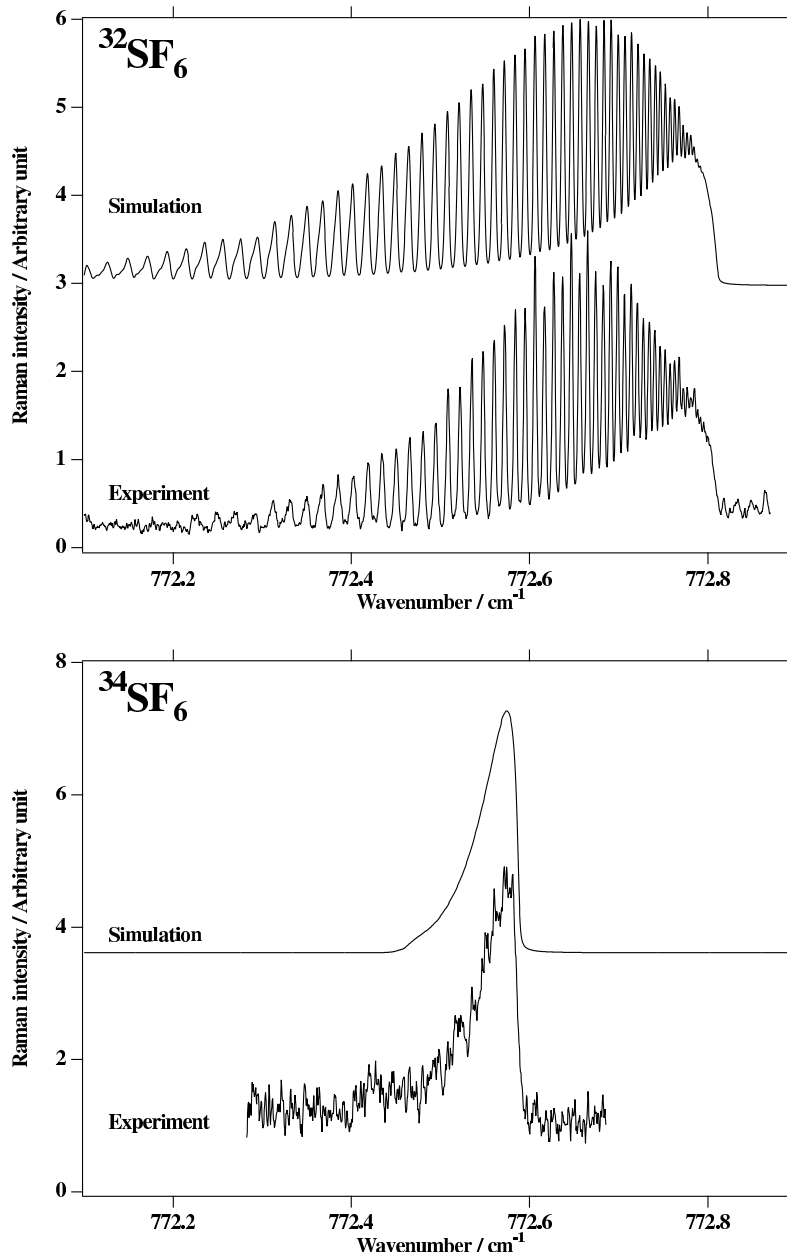 ³²SF₆
6
5
4
3
2
1
0
Raman intensity / Arbitrary unit
Simulation
Experiment
772.2 772.4 772.6 772.8
Wavenumber / cm⁻¹
³⁴SF₆
8
6
4
2
0
Raman intensity / Arbitrary unit
Simulation
Experiment
772.2 772.4 772.6 772.8
Wavenumber / cm⁻¹